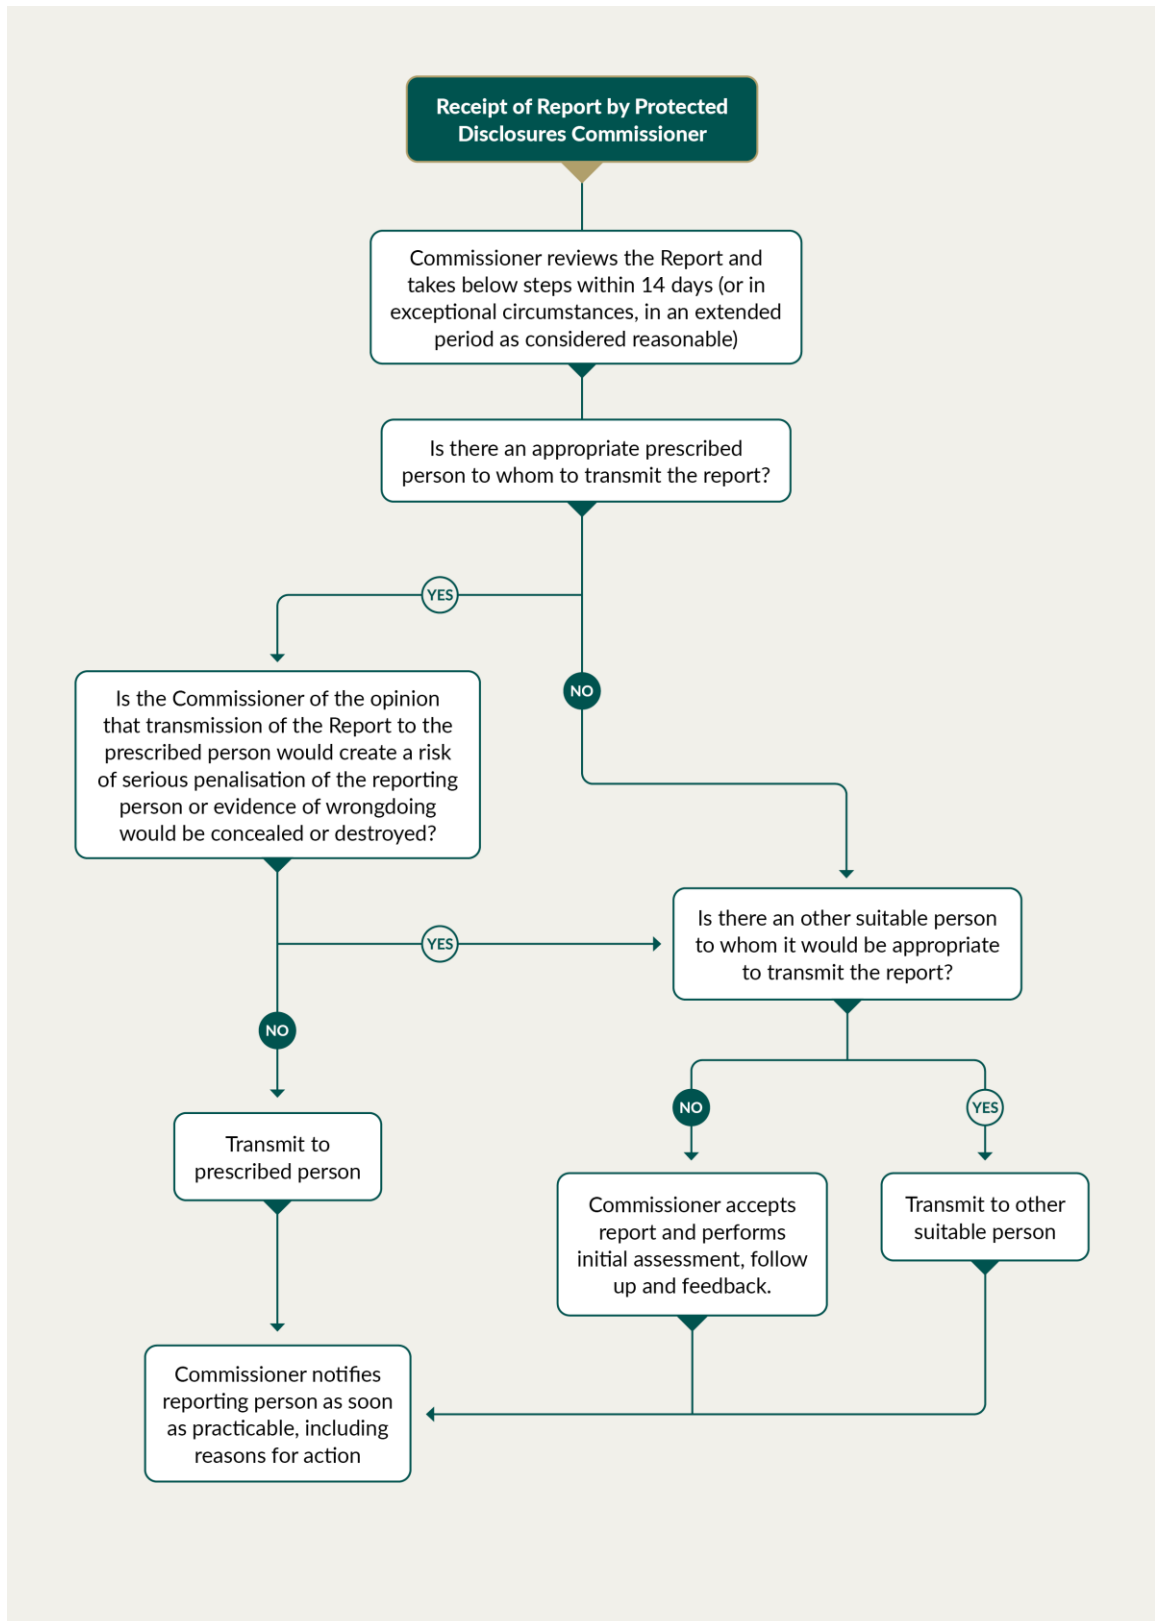 Receipt of Report by Protected
Disclosures Commissioner
Commissioner reviews the Report and
takes below steps within 14 days (or in
exceptional circumstances, in an extended
period as considered reasonable)
Is there an appropriate prescribed
person to whom to transmit the report?
YES
NO
Is the Commissioner of the opinion
that transmission of the Report to the
prescribed person would create a risk
of serious penalisation of the reporting
person or evidence of wrongdoing
would be concealed or destroyed?
YES
Is there an other suitable person
to whom it would be appropriate
to transmit the report?
NO
NO
YES
Transmit to
prescribed person
Commissioner accepts
report and performs
initial assessment, follow
up and feedback.
Transmit to other
suitable person
Commissioner notifies
reporting person as soon
as practicable, including
reasons for action